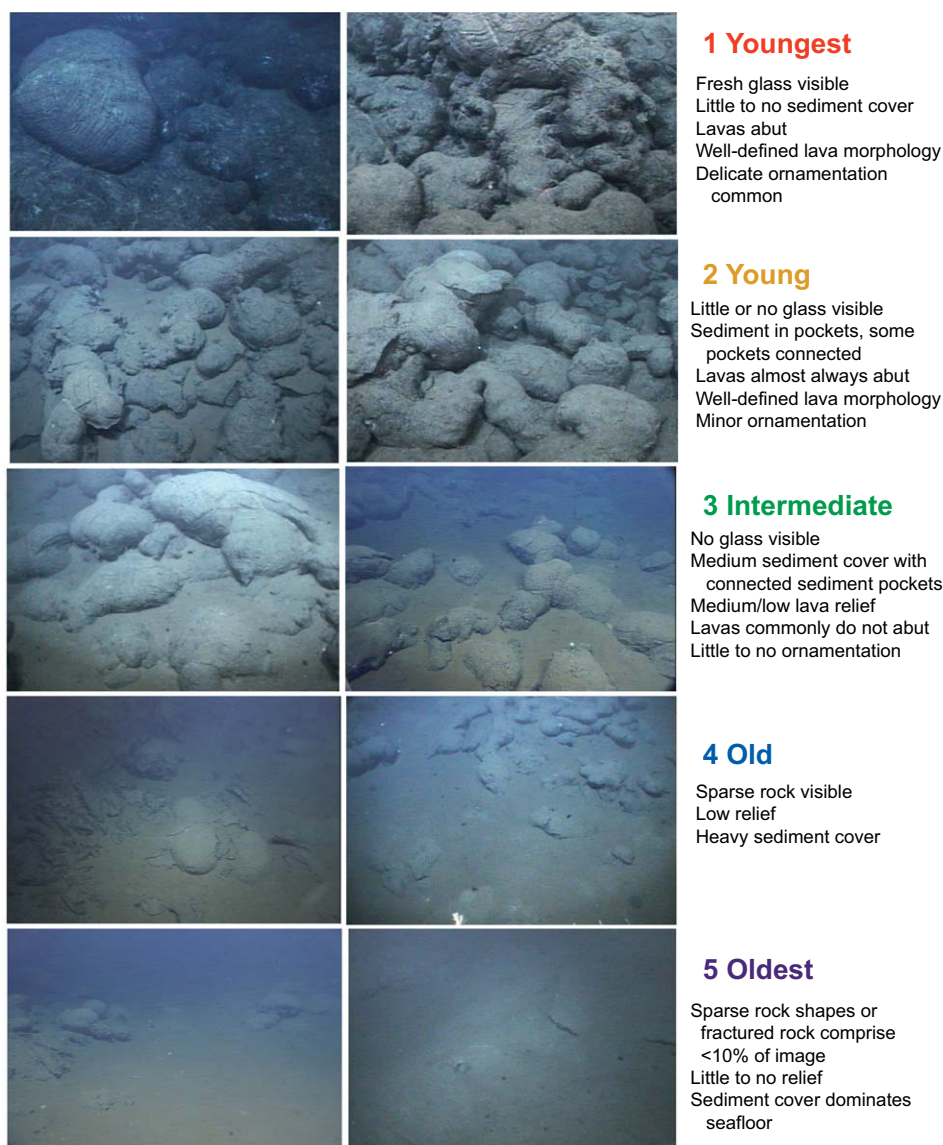 1 Youngest
Fresh glass visible
Little to no sediment cover
Lavas abut
Well-defined lava morphology
Delicate ornamentation
common
2 Young
Little or no glass visible
Sediment in pockets, some
pockets connected
Lavas almost always abut
Well-defined lava morphology
Minor ornamentation
3 Intermediate
No glass visible
Medium sediment cover with
connected sediment pockets
Medium/low lava relief
Lavas commonly do not abut
Little to no ornamentation
4 Old
Sparse rock visible
Low relief
Heavy sediment cover
5 Oldest
Sparse rock shapes or
fractured rock comprise
<10% of image
Little to no relief
Sediment cover dominates
seafloor